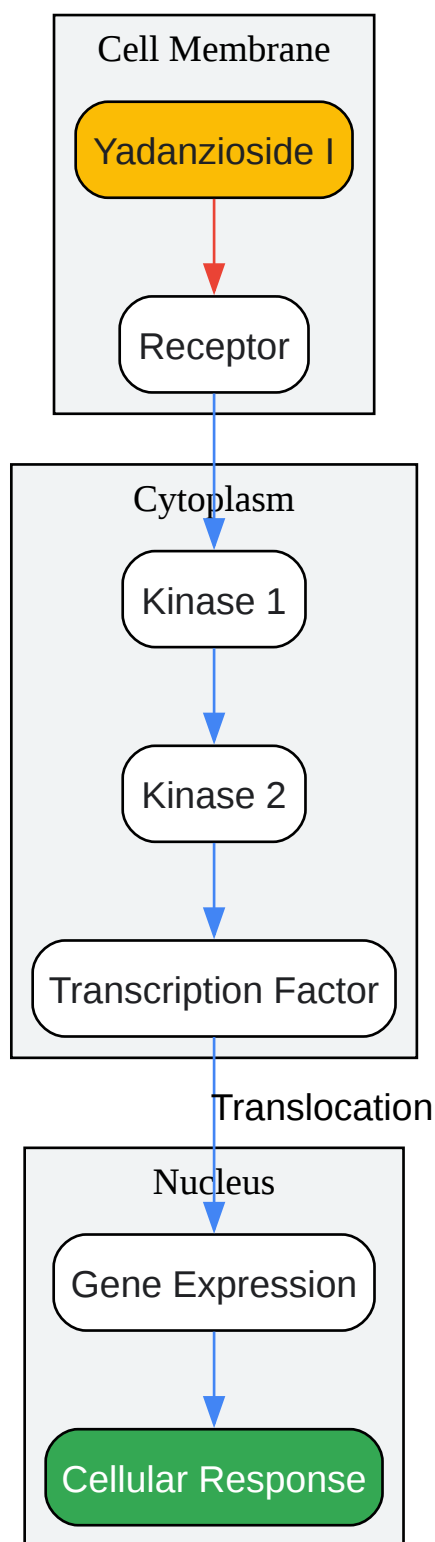 Cell Membrane
Yadanzioside I
Receptor
Cytoplasm
Kinase 1
Kinase 2
Transcription Factor
Translocation
Nucleus
Gene Expression
Cellular Response